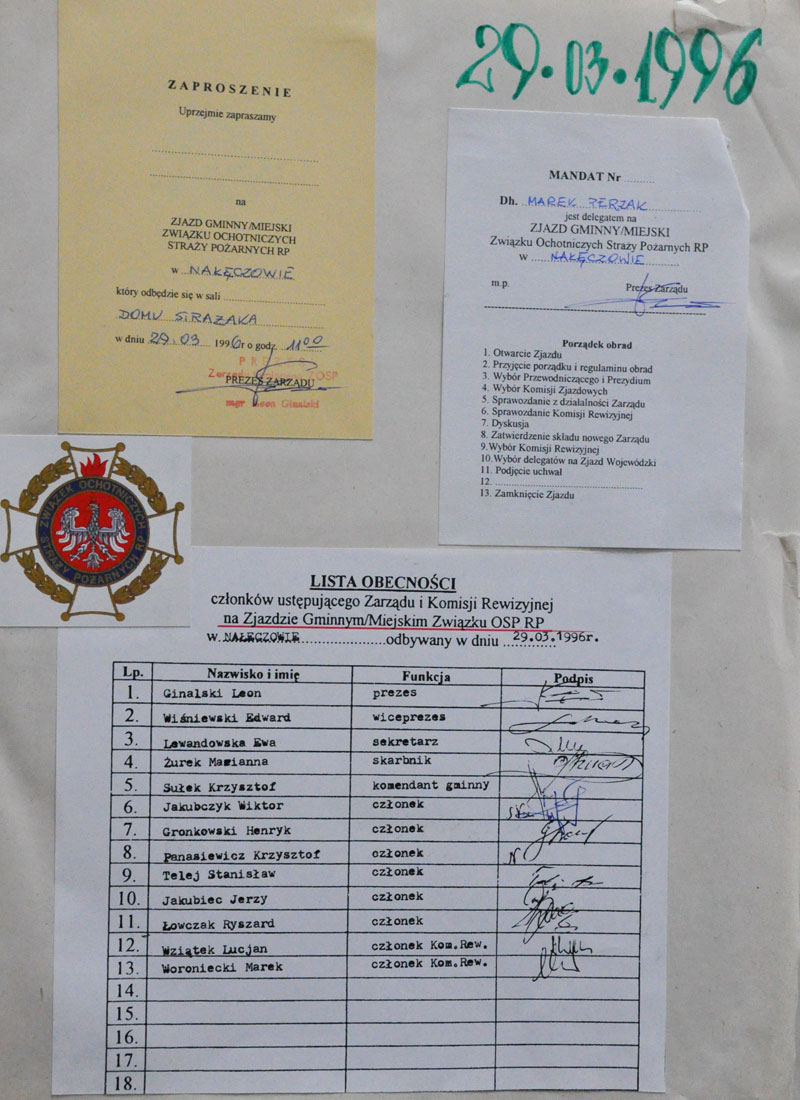 29.03.1996
ZAPROSZENIE
Uprzejmie zapraszamy
na
ZJAZD GMINNY/MIEJSKI
ZWIĄZKU OCHOTNICZYCH
STRAŻY POŻARNYCH RP
w NAŁĘCZOWIE
który odbędzie się w sali
DOMU STRAŻAKA
w dniu 29.03 1996 r o godz. 11 00
PREZES
PREZES ZARZĄDU
MANDAT Nr
Dh. MAREK PERZAK
jest delegatem na
ZJAZD GMINNY/MIEJSKI
Związku Ochotniczych Straży Pożarnych RP
w NAŁĘCZOWIE
m.p. Prezes Zarządu
Porządek obrad
1. Otwarcie Zjazdu
2. Przyjęcie porządku i regulaminu obrad
3. Wybór Przewodniczącego i Prezydium
4. Wybór Komisji Zjazdowych
5. Sprawozdanie z działalności Zarządu
6. Sprawozdanie Komisji Rewizyjnej
7. Dyskusja
8. Zatwierdzenie składu nowego Zarządu
9.Wybór Komisji Rewizyjnej
10.Wybór delegatów na Zjazd Wojewódzki
11. Podjęcie uchwał
12.
13. Zamknięcie Zjazdu
ZWIĄZEK OCHOTNICZYCH
STRAŻY POŻARNYCH RP
LISTA OBECNOŚCI
członków ustępującego Zarządu i Komisji Rewizyjnej
na Zjazdzie Gminnym/Miejskim Związku OSP RP
w NAŁĘCZOWIE odbywany w dniu 29.03.1996r.
Lp. Nazwisko i imię Funkcja Podpis
1. Ginalski Leon prezes
2. Wiśniewski Edward wiceprezes
3. Lewandowska Ewa sekretarz
4. Żurek Marianna skarbnik
5. Sułek Krzysztof komendant gminny
6. Jakubczyk Wiktor członek
7. Gronkowski Henryk członek
8. Panasiewicz Krzysztof członek
9. Telej Stanisław członek
10. Jakubiec Jerzy członek
11. Łowczak Ryszard członek
12. Wziątek Lucjan członek Kom.Rew.
13. Woroniecki Marek członek Kom.Rew.
14.
15.
16.
17.
18.